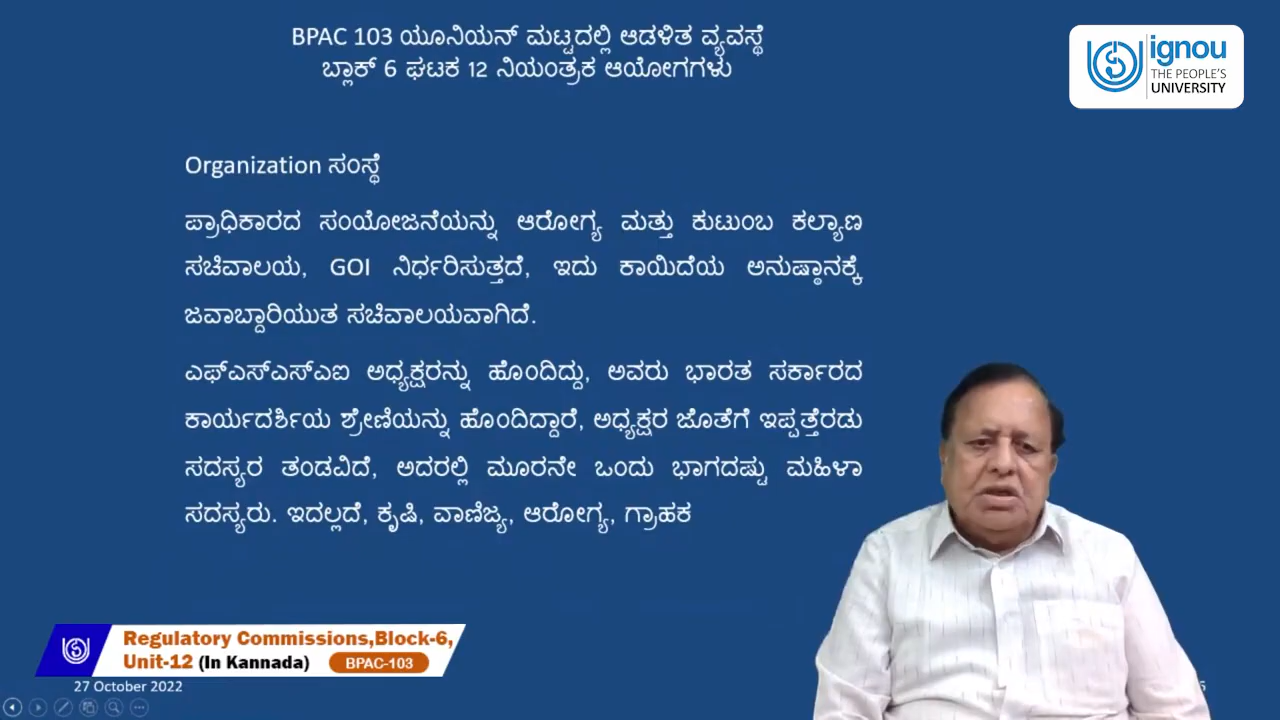 BPAC 103 ಯೂನಿಯನ್ ಮಟ್ಟದಲ್ಲಿ ಆಡಳಿತ ವ್ಯವಸ್ಥೆ
ಬ್ಲಾಕ್ 6 ಘಟಕ 12 ನಿಯಂತ್ರಕ ಆಯೋಗಗಳು
ignou
THE PEOPLE'S
UNIVERSITY
Organization ಸಂಸ್ಥೆ
ಪ್ರಾಧಿಕಾರದ ಸಂಯೋಜನೆಯನ್ನು ಆರೋಗ್ಯ ಮತ್ತು ಕುಟುಂಬ ಕಲ್ಯಾಣ
ಸಚಿವಾಲಯ, GOI ನಿರ್ಧರಿಸುತ್ತದೆ, ಇದು ಕಾಯಿದೆಯ ಅನುಷ್ಠಾನಕ್ಕೆ
ಜವಾಬ್ದಾರಿಯುತ ಸಚಿವಾಲಯವಾಗಿದೆ.
ಎಫ್ಎಸ್ಎಸ್ಎಐ ಅಧ್ಯಕ್ಷರನ್ನು ಹೊಂದಿದ್ದು, ಅವರು ಭಾರತ ಸರ್ಕಾರದ
ಕಾರ್ಯದರ್ಶಿಯ ಶ್ರೇಣಿಯನ್ನು ಹೊಂದಿದ್ದಾರೆ, ಅಧ್ಯಕ್ಷರ ಜೊತೆಗೆ ಇಪ್ಪತ್ತೆರಡು
ಸದಸ್ಯರ ತಂಡವಿದೆ, ಅದರಲ್ಲಿ ಮೂರನೇ ಒಂದು ಭಾಗದಷ್ಟು ಮಹಿಳಾ
ಸದಸ್ಯರು. ಇದಲ್ಲದೆ, ಕೃಷಿ, ವಾಣಿಜ್ಯ, ಆರೋಗ್ಯ, ಗ್ರಾಹಕ
Regulatory Commissions,Block-6,
Unit-12 (In Kannada) BPAC-103
27 October 2022